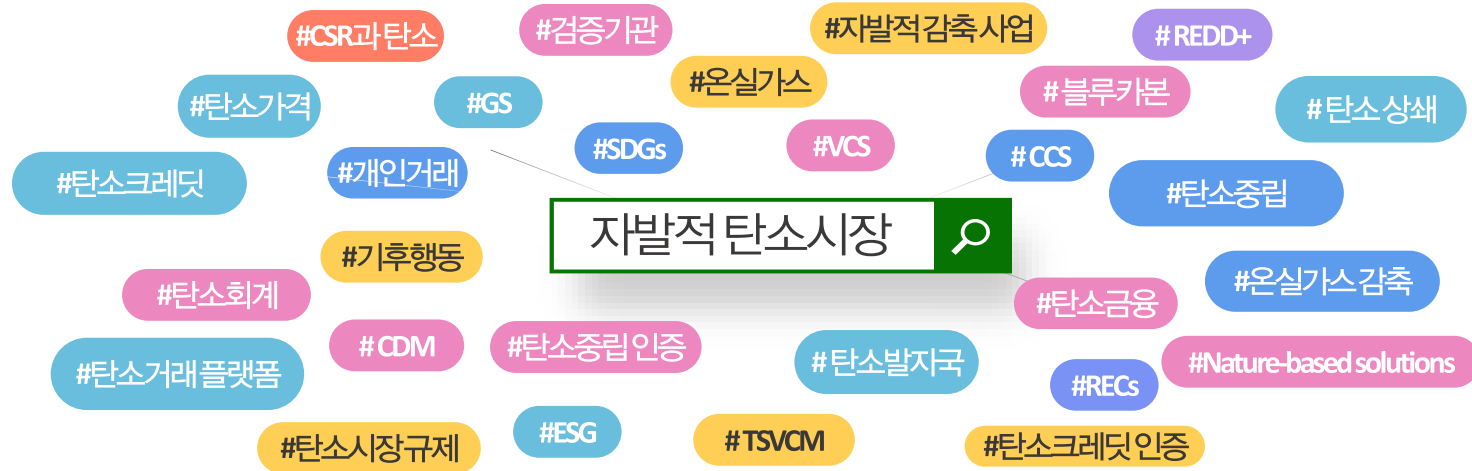 #CSR과 탄소
#검증기관
#자발적 감축 사업
# REDD+
#온실가스
#탄소가격
#GS
# 블루카본
# 탄소 상쇄
#SDGs
#VCS
# CCS
#탄소크레딧
#개인거래
#탄소중립
자발적 탄소시장
#기후행동
#탄소회계
#탄소금융
#온실가스 감축
# CDM
#탄소중립 인증
#탄소거래 플랫폼
# 탄소발자국
#Nature-based solutions
#RECs
#탄소시장 규제
#ESG
# TSVCM
#탄소크레딧 인증